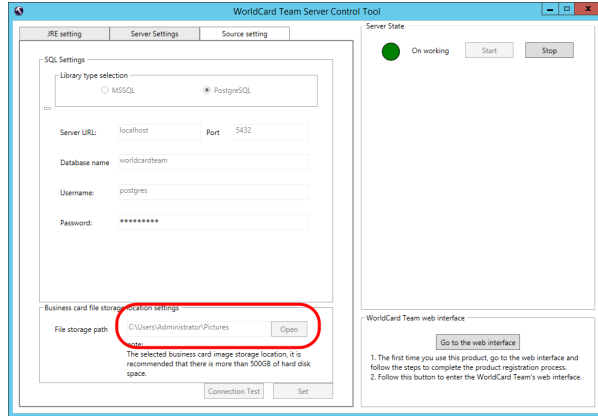 WorldCard Team Server Control Tool
JRE setting
Server Settings
Source setting
SQL Settings
Library type selection
MSSQL
PostgreSQL
Server URL:
localhost
Port
5432
Database name
worldcardteam
Username:
postgres
Password:
*********
Business card file storage location settings
File storage path
C:\Users\Administrator\Pictures
Open
note:
The selected business card image storage location, it is
recommended that there is more than 500GB of hard disk
space.
Connection Test
Set
Server State
On working
Start
Stop
WorldCard Team web interface
Go to the web interface
1. The first time you use this product, go to the web interface and
follow the steps to complete the product registration process.
2. Follow this button to enter the WorldCard Team's web interface.